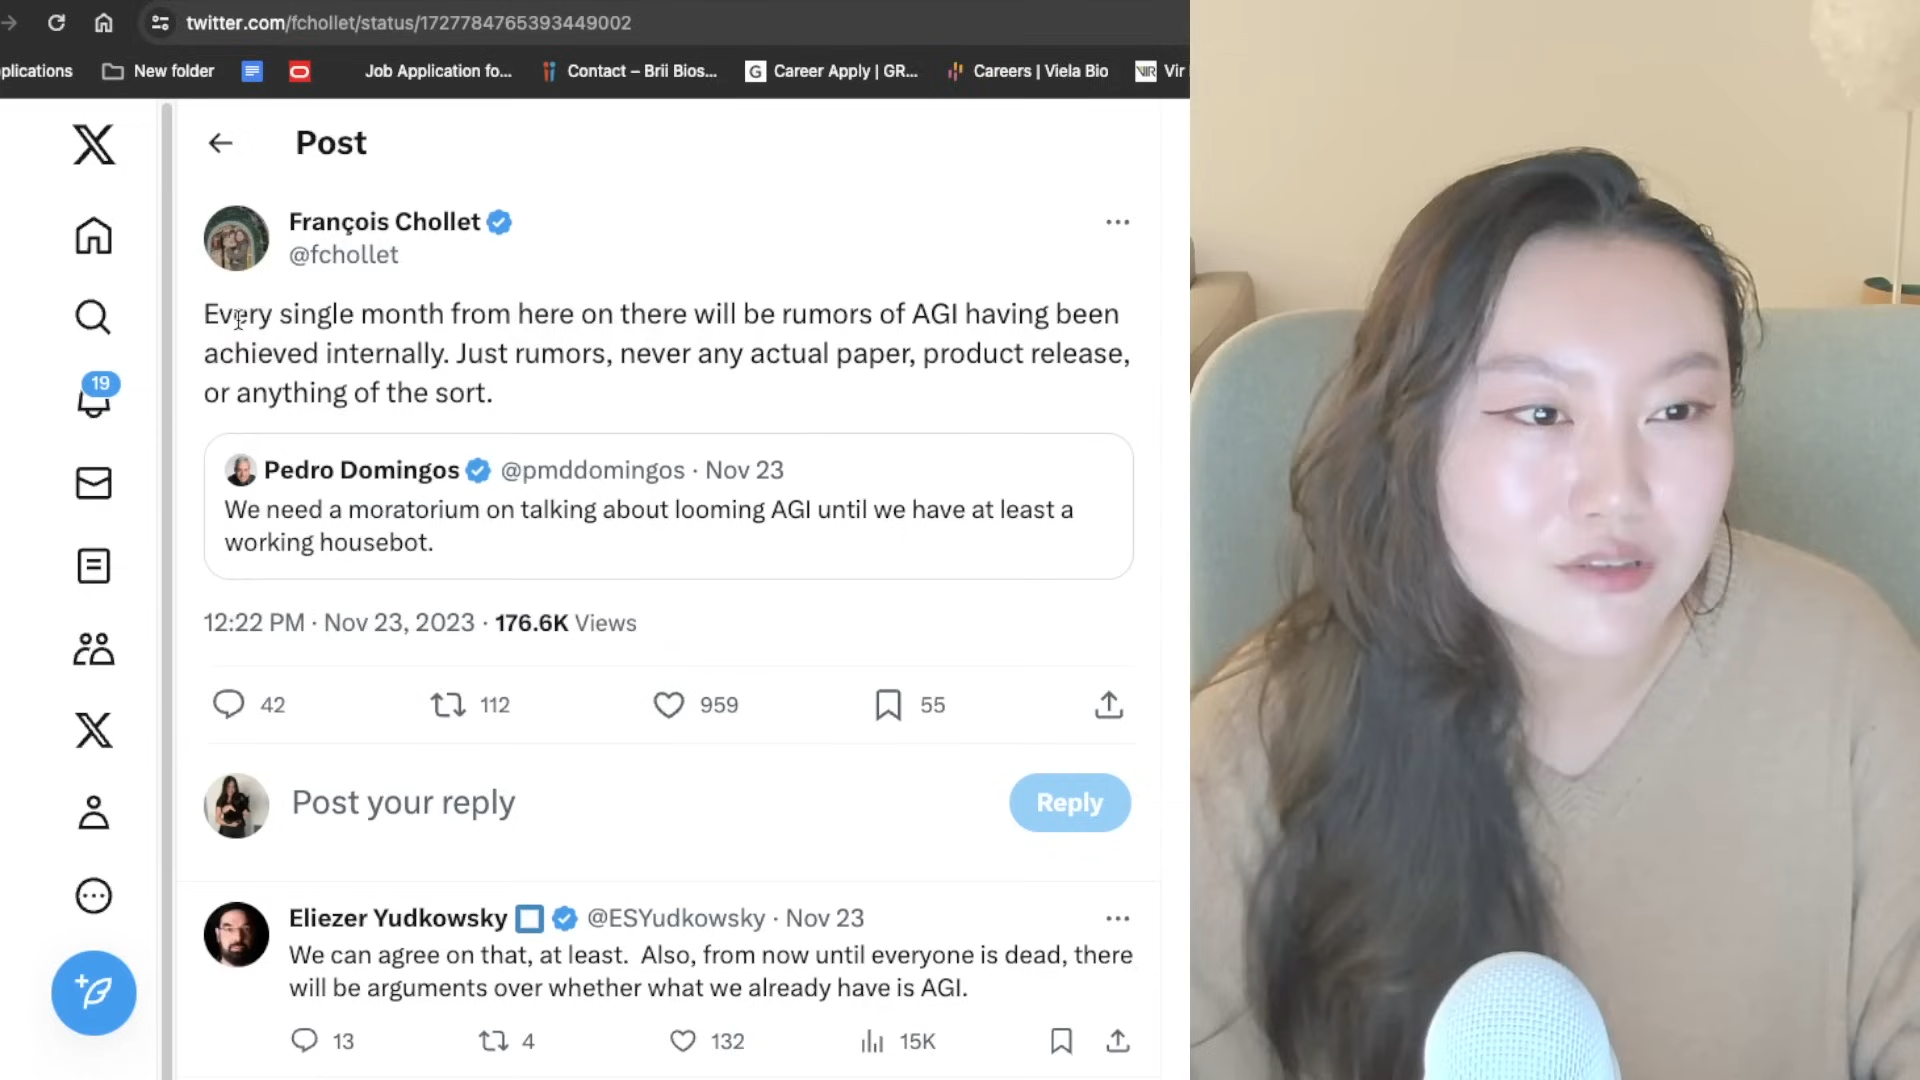 twitter.com/fchollet/status/1727784765393449002
plications New folder Job Application fo... Contact – Brii Bios... G Career Apply | GR... Careers | Viela Bio VIR Vir
Post
François Chollet
@fchollet
Every single month from here on there will be rumors of AGI having been
achieved internally. Just rumors, never any actual paper, product release,
or anything of the sort.
Pedro Domingos @pmddomingos · Nov 23
We need a moratorium on talking about looming AGI until we have at least a
working housebot.
12:22 PM · Nov 23, 2023 · 176.6K Views
42 112 959 55
Post your reply Reply
Eliezer Yudkowsky @ESYudkowsky · Nov 23
We can agree on that, at least. Also, from now until everyone is dead, there
will be arguments over whether what we already have is AGI.
13 4 132 15K
19